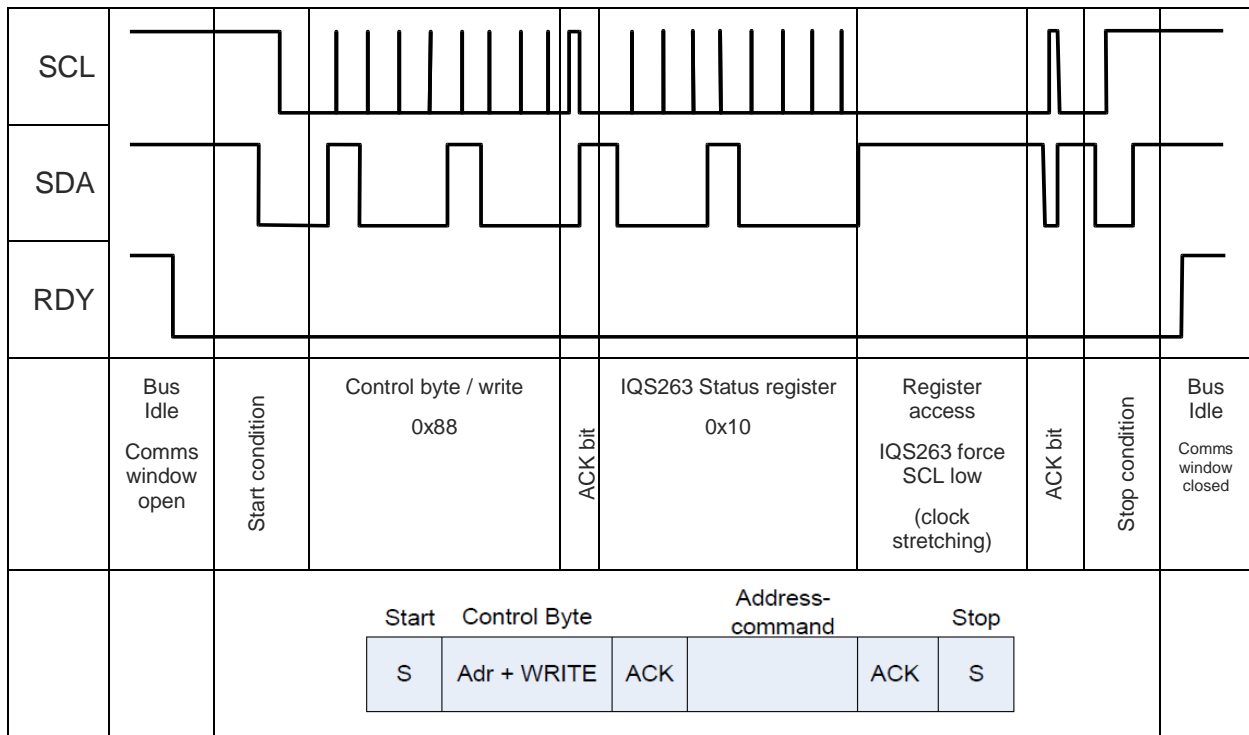 SCL
SDA
RDY
Bus
Idle
Comms
window
open
Start condition
Control byte / write
0x88
ACK bit
IQS263 Status register
0x10
Register
access
IQS263 force
SCL low
(clock
stretching)
ACK bit
Stop condition
Bus
Idle
Comms
window
closed
Start
Control Byte
Address-
command
Stop
S
Adr + WRITE
ACK
ACK
S